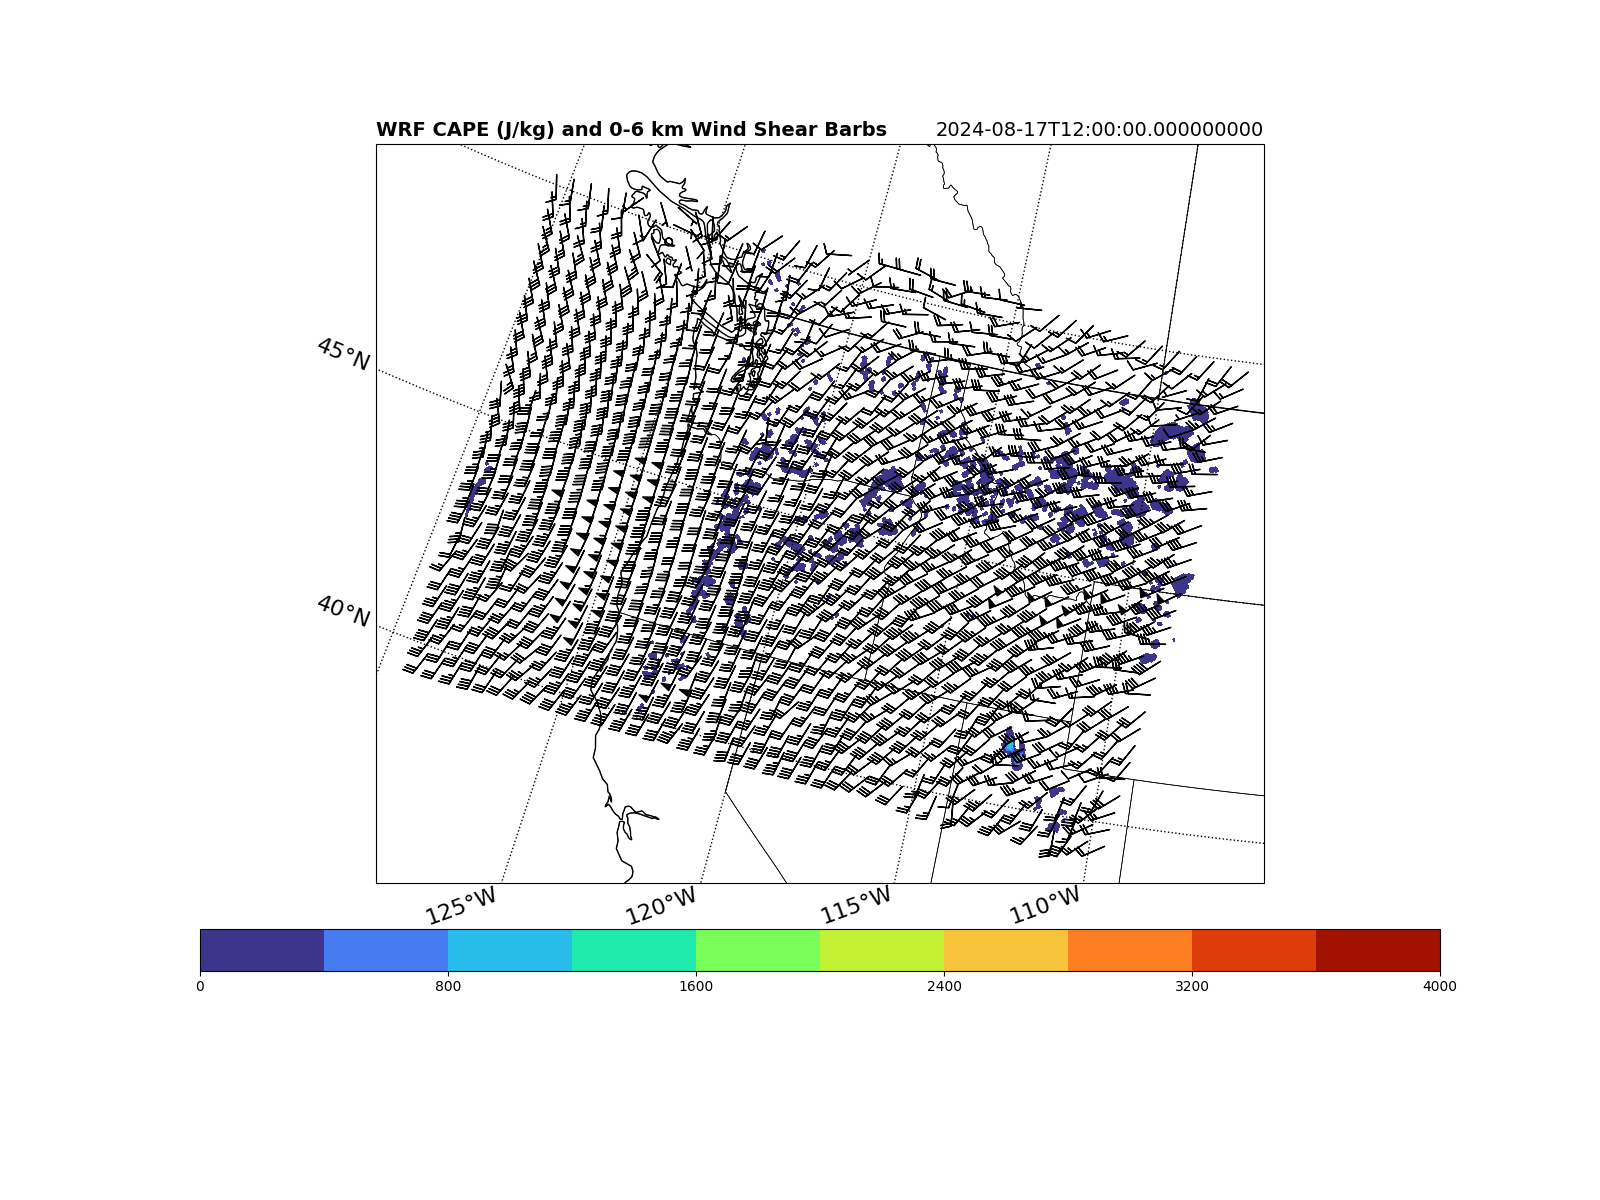 WRF CAPE (J/kg) and 0-6 km Wind Shear Barbs 2024-08-17T12:00:00.000000000
45°N
40°N
125°W 120°W 115°W 110°W
0 800 1600 2400 3200 4000